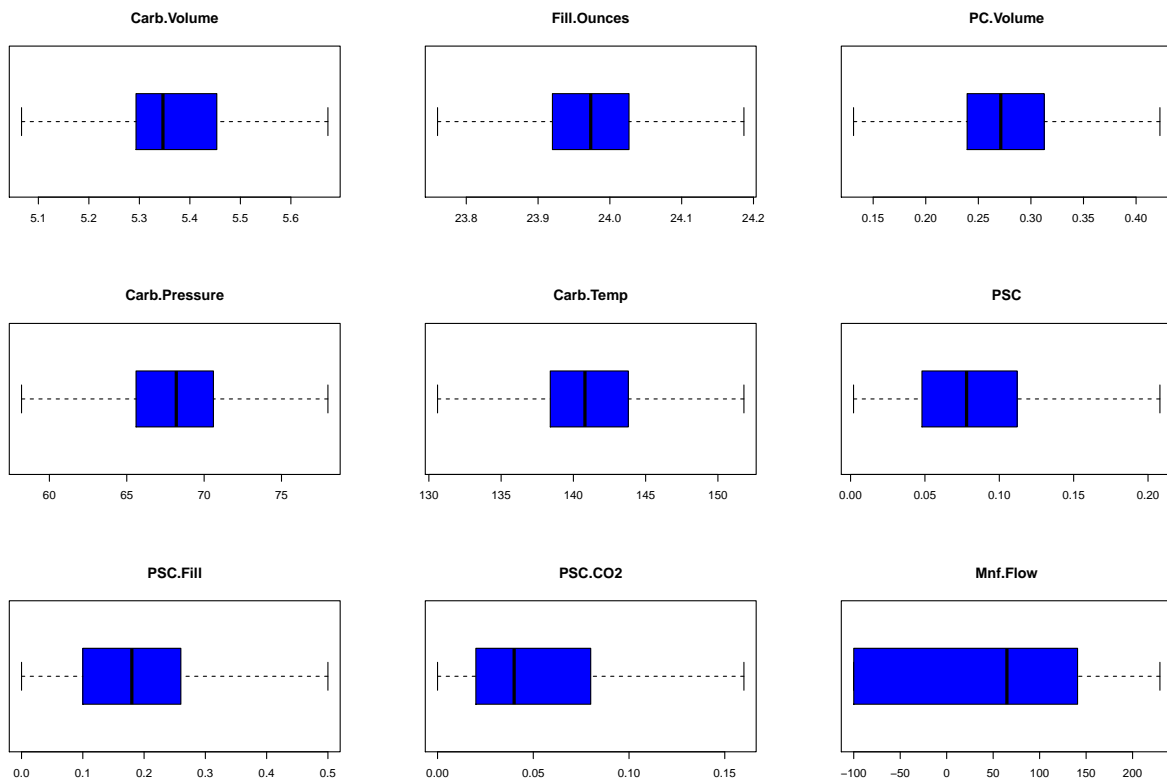 Carb.Volume
Fill.Ounces
PC.Volume
5.1 5.2 5.3 5.4 5.5 5.6
23.8 23.9 24.0 24.1 24.2
0.15 0.20 0.25 0.30 0.35 0.40
Carb.Pressure
Carb.Temp
PSC
60 65 70 75
130 135 140 145 150
0.00 0.05 0.10 0.15 0.20
PSC.Fill
PSC.CO2
Mnf.Flow
0.0 0.1 0.2 0.3 0.4 0.5
0.00 0.05 0.10 0.15
−100 −50 0 50 100 150 200